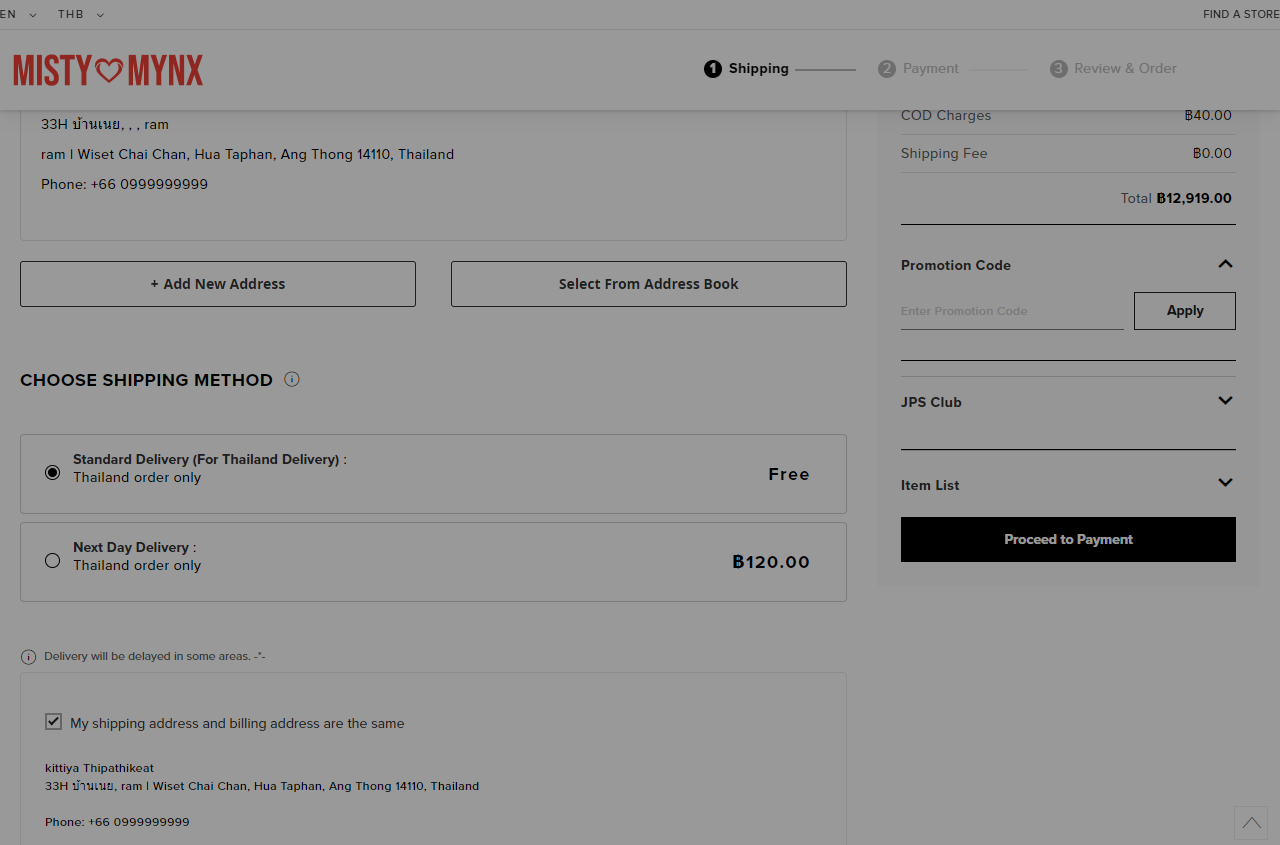 EN THB FIND A STORE
MISTY MYNX
1 Shipping 2 Payment 3 Review & Order
33H บ้านเนย, , , ram
ram | Wiset Chai Chan, Hua Taphan, Ang Thong 14110, Thailand
Phone: +66 0999999999
+ Add New Address Select From Address Book
CHOOSE SHIPPING METHOD
Standard Delivery (For Thailand Delivery) :
Thailand order only
Free
Next Day Delivery :
Thailand order only
฿120.00
Delivery will be delayed in some areas. -*-
My shipping address and billing address are the same
kittiya Thipathikeat
33H บ้านเนย, ram | Wiset Chai Chan, Hua Taphan, Ang Thong 14110, Thailand
Phone: +66 0999999999
COD Charges ฿40.00
Shipping Fee ฿0.00
Total ฿12,919.00
Promotion Code
Enter Promotion Code Apply
JPS Club
Item List
Proceed to Payment